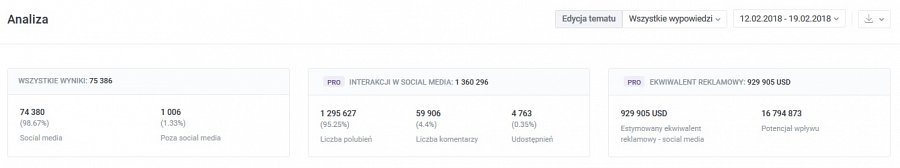 Analiza
Edycja tematu
Wszystkie wypowiedzi
12.02.2018 - 19.02.2018
WSZYSTKIE WYNIKI: 75 386
74 380
(98.67%)
Social media
1 006
(1.33%)
Poza social media
PRO INTERAKCJI W SOCIAL MEDIA: 1 360 296
1 295 627
(95.25%)
Liczba polubień
59 906
(4.4%)
Liczba komentarzy
4 763
(0.35%)
Udostępnień
PRO EKWIWALENT REKLAMOWY: 929 905 USD
929 905 USD
Estymowany ekwiwalent
reklamowy - social media
16 794 873
Potencjał wpływu